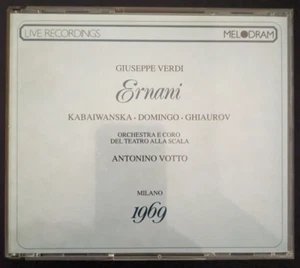 LIVE RECORDINGS
MELODRAM
GIUSEPPE VERDI
Ernani
KABAIWANSKA - DOMINGO - GHIAUROV
ORCHESTRA E CORO
DEL TEATRO ALLA SCALA
ANTONINO VOTTO
MILANO
1969